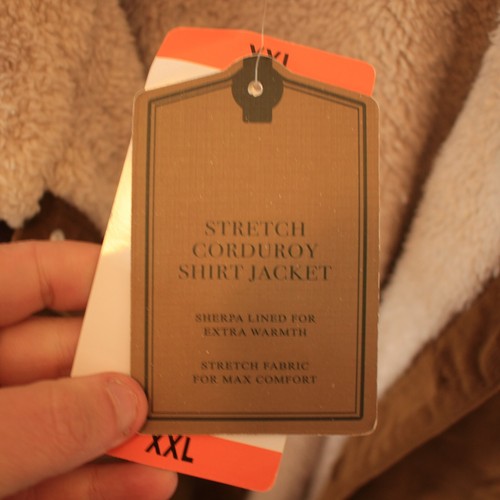 XXL
STRETCH
CORDUROY
SHIRT JACKET
SHERPA LINED FOR
EXTRA WARMTH
STRETCH FABRIC
FOR MAX COMFORT
XXL